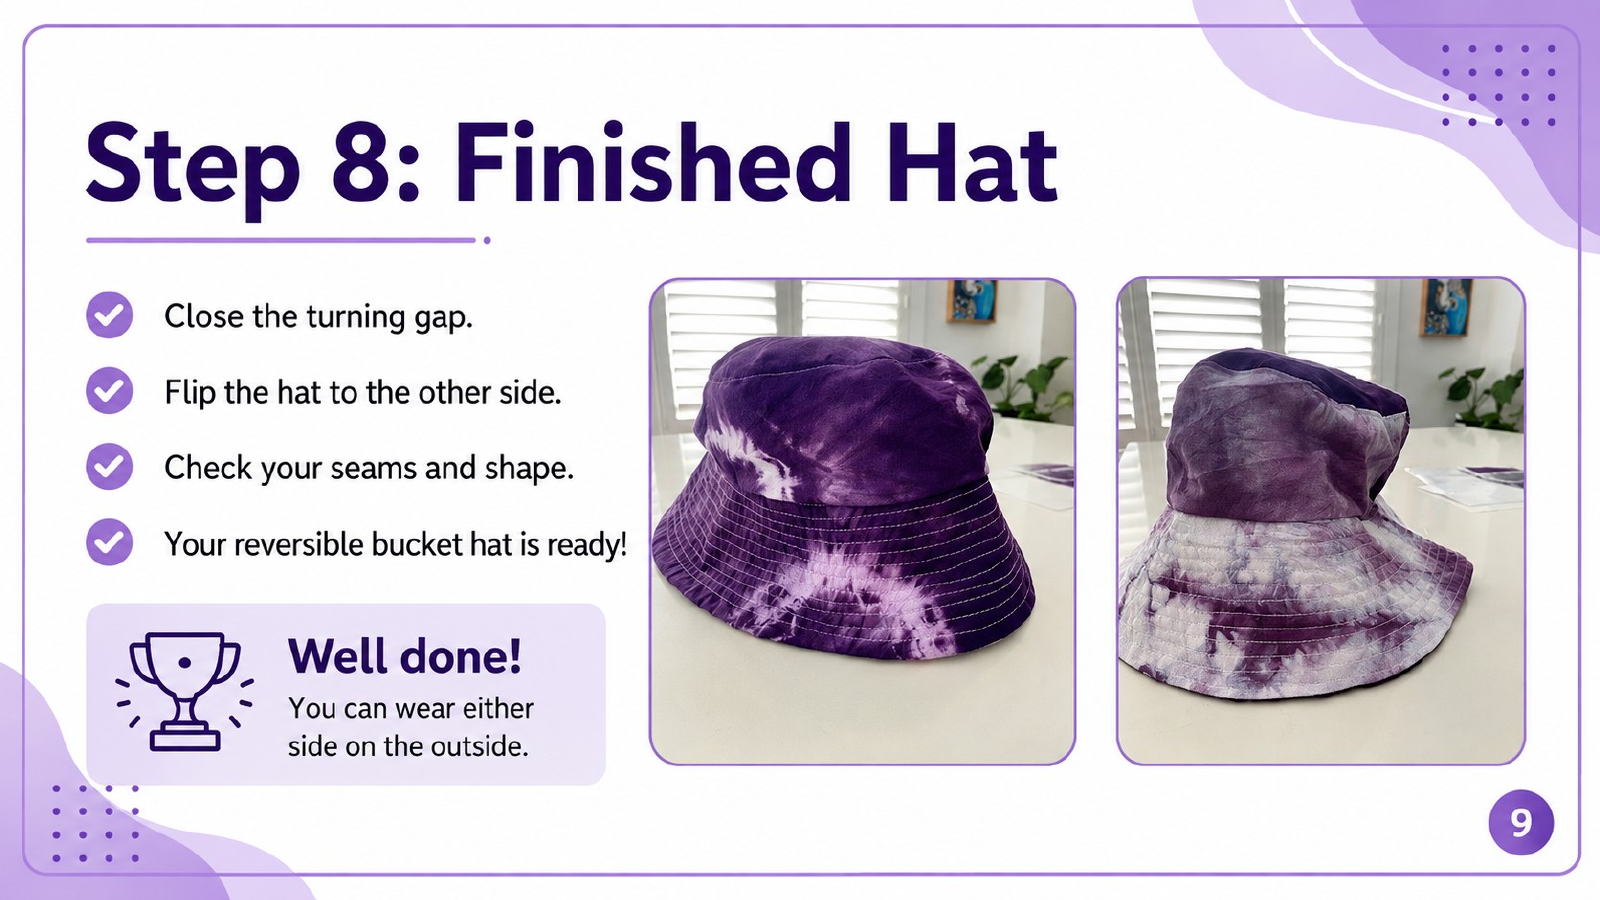 Step 8: Finished Hat
Close the turning gap.
Flip the hat to the other side.
Check your seams and shape.
Your reversible bucket hat is ready!
Well done!
You can wear either
side on the outside.
9